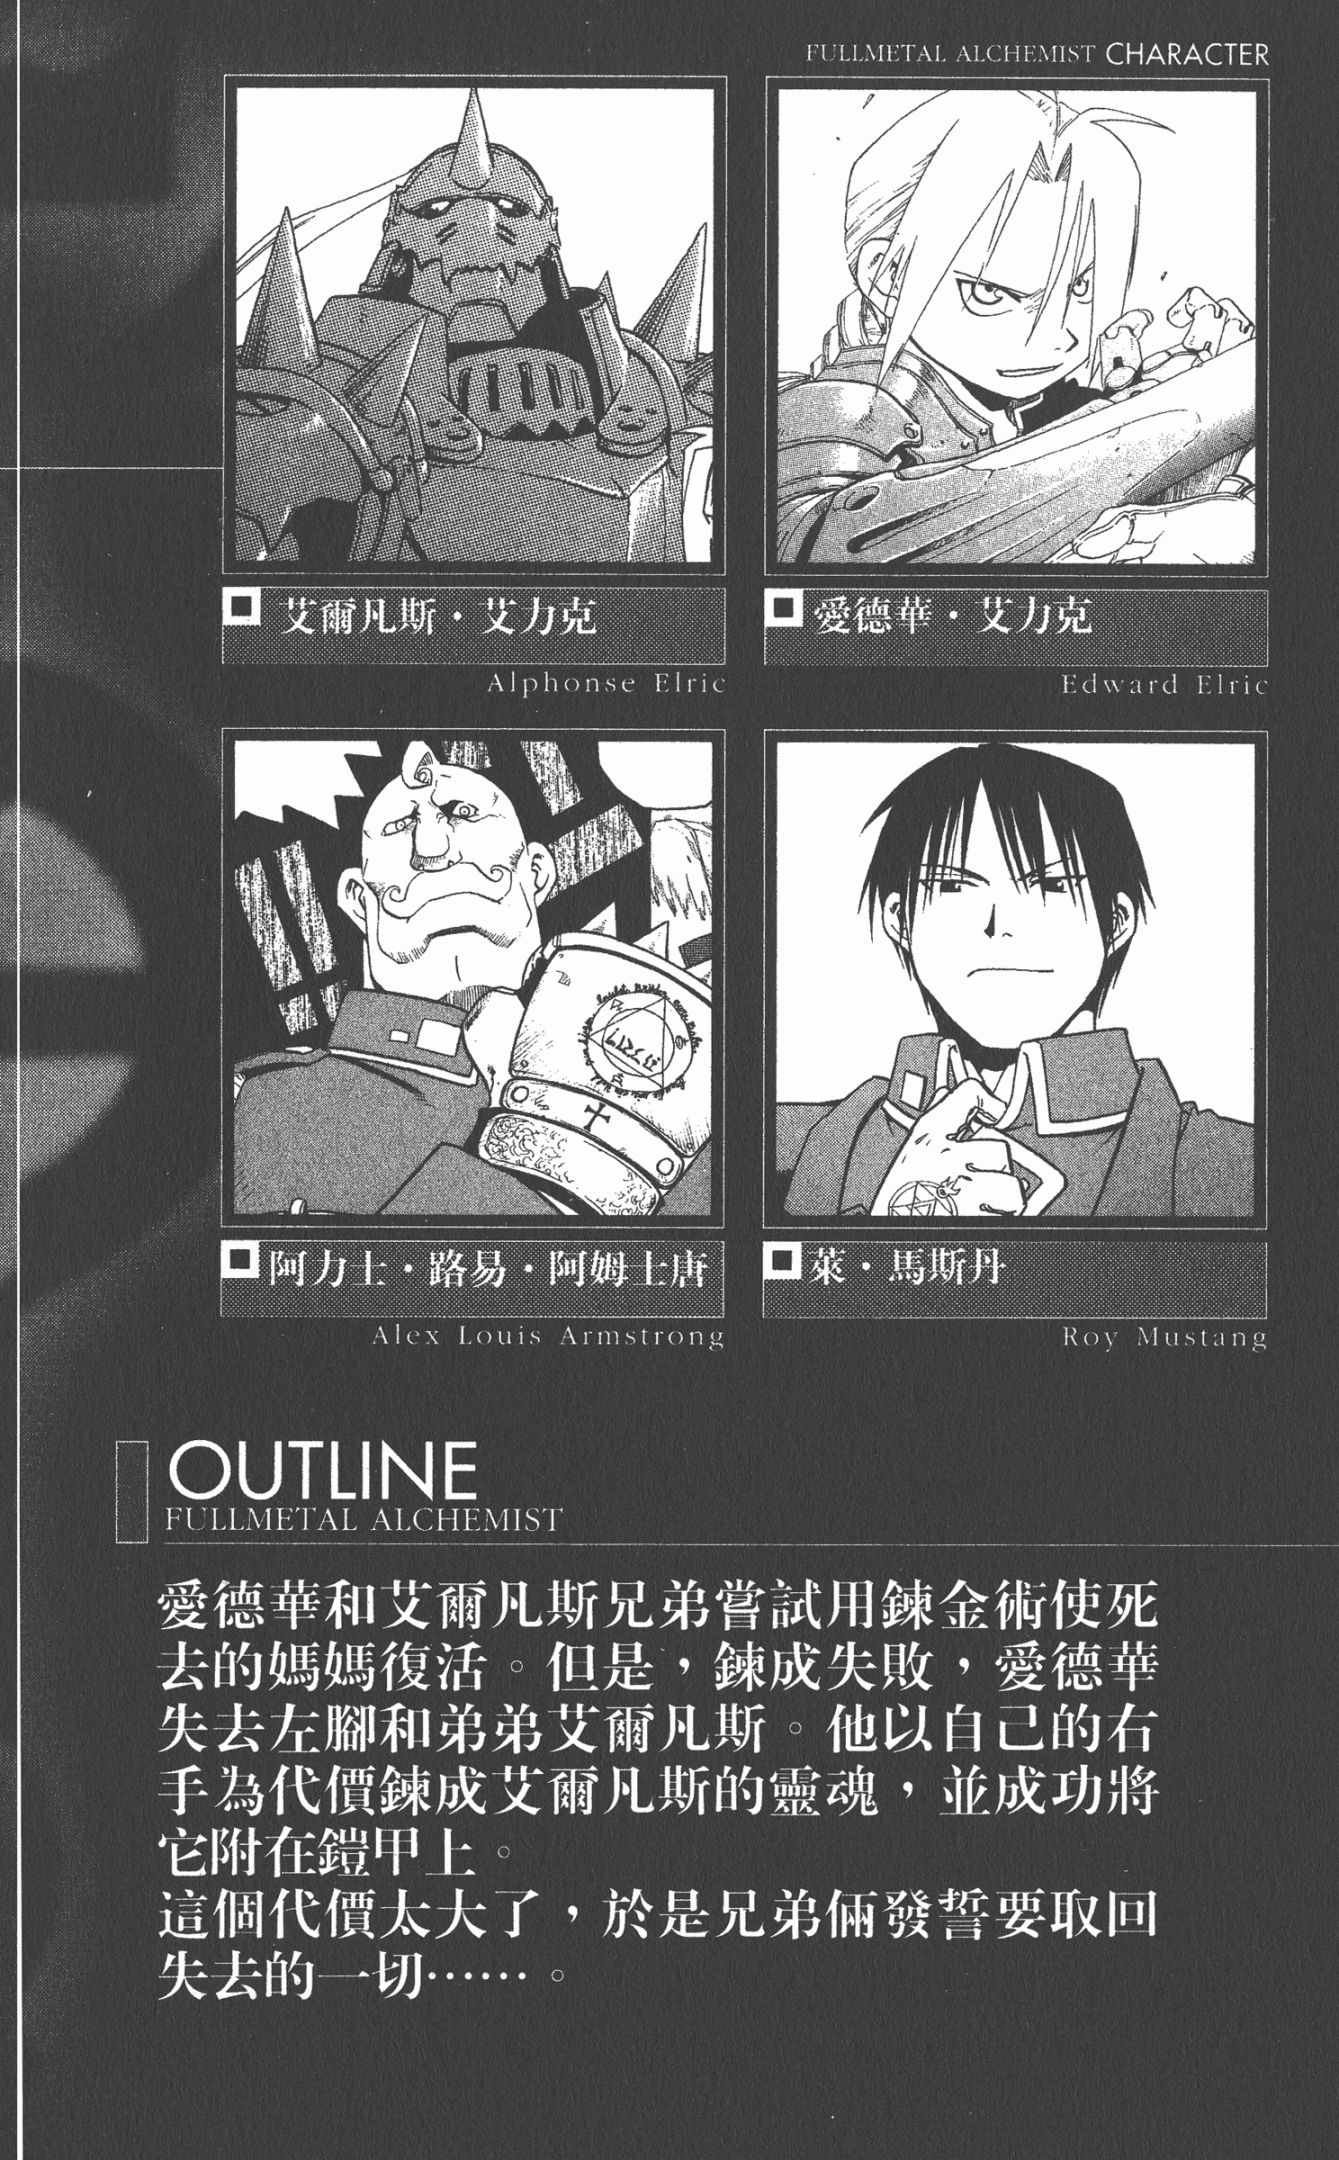 FULLMETAL ALCHEMIST CHARACTER
艾爾凡斯・艾力克
Alphonse Elric
愛德華・艾力克
Edward Elric
阿力士・路易・阿姆士唐
Alex Louis Armstrong
萊・馬斯丹
Roy Mustang
OUTLINE
FULLMETAL ALCHEMIST
愛德華和艾爾凡斯兄弟嘗試用鍊金術使死
去的媽媽復活。但是，鍊成失敗，愛德華
失去左腳和弟弟艾爾凡斯。他以自己的右
手為代價鍊成艾爾凡斯的靈魂，並成功將
它附在鎧甲上。
這個代價太大了，於是兄弟倆發誓要取回
失去的一切……。